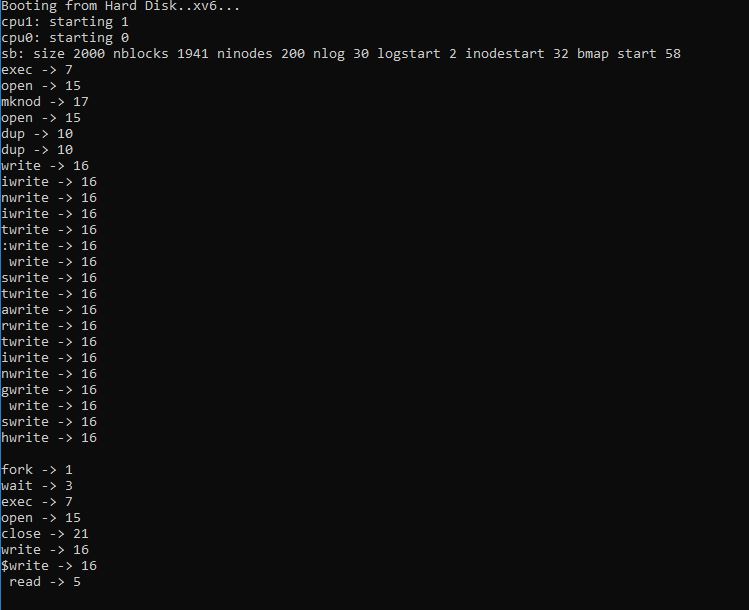 Booting from Hard Disk..xv6...
cpu1: starting 1
cpu0: starting 0
sb: size 2000 nblocks 1941 ninodes 200 nlog 30 logstart 2 inodestart 32 bmap start 58
exec -> 7
open -> 15
mknod -> 17
open -> 15
dup -> 10
dup -> 10
write -> 16
iwrite -> 16
nwrite -> 16
iwrite -> 16
twrite -> 16
:write -> 16
 write -> 16
swrite -> 16
twrite -> 16
awrite -> 16
rwrite -> 16
twrite -> 16
iwrite -> 16
nwrite -> 16
gwrite -> 16
 write -> 16
swrite -> 16
hwrite -> 16

fork -> 1
wait -> 3
exec -> 7
open -> 15
close -> 21
write -> 16
$write -> 16
 read -> 5